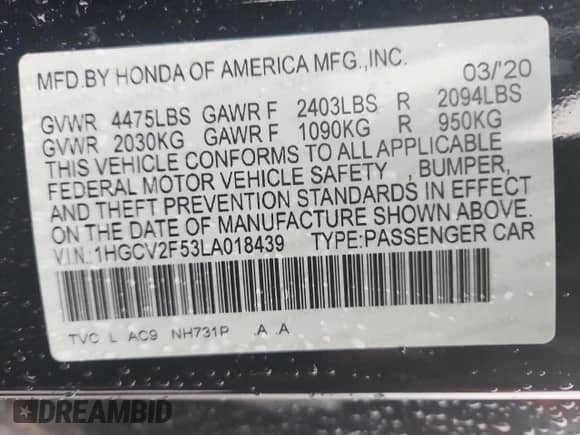 MFD.BY HONDA OF AMERICA MFG.,INC. 03/'20
GVWR 4475LBS GAWR F 2403LBS R 2094LBS
GVWR 2030KG GAWR F 1090KG R 950KG
THIS VEHICLE CONFORMS TO ALL APPLICABLE
FEDERAL MOTOR VEHICLE SAFETY , BUMPER,
AND THEFT PREVENTION STANDARDS IN EFFECT
ON THE DATE OF MANUFACTURE SHOWN ABOVE.
V.I.N.:1HGCV2F53LA018439 TYPE:PASSENGER CAR
TVC L AC9 NH731P .A .A
DREAMBID